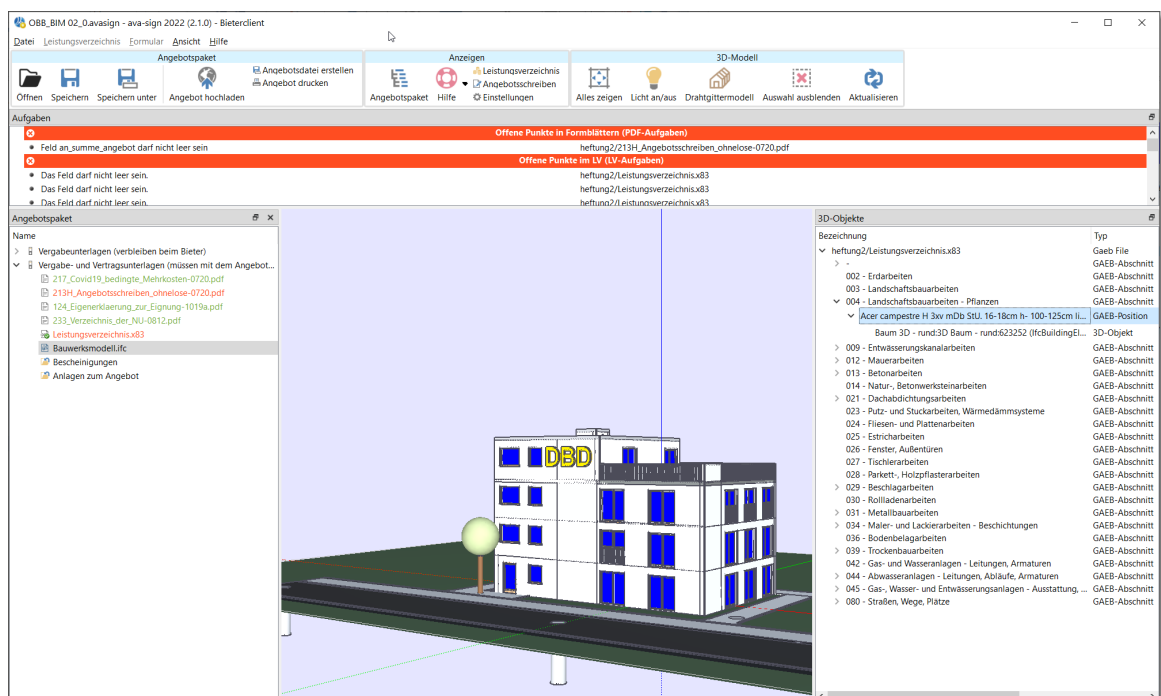 OBB_BIM 02_0.avasign - ava-sign 2022 (2.1.0) - Bieterclient
Datei Leistungsverzeichnis Formular Ansicht Hilfe
Angebotspaket Anzeigen 3D-Modell
Angebotsdatei erstellen
Angebot drucken
Leistungsverzeichnis
Angebotsschreiben
Einstellungen
Öffnen Speichern Speichern unter Angebot hochladen Angebotspaket Hilfe Alles zeigen Licht an/aus Drahtgittermodell Auswahl ausblenden Aktualisieren
Aufgaben
Offene Punkte in Formblättern (PDF-Aufgaben)
Feld an_summe_angebot darf nicht leer sein heftung2/213H_Angebotsschreiben_ohnelose-0720.pdf
Offene Punkte im LV (LV-Aufgaben)
Das Feld darf nicht leer sein. heftung2/Leistungsverzeichnis.x83
Das Feld darf nicht leer sein. heftung2/Leistungsverzeichnis.x83
Das Feld darf nicht leer sein. heftung2/Leistungsverzeichnis.x83
Angebotspaket
Name
Vergabeunterlagen (verbleiben beim Bieter)
Vergabe- und Vertragsunterlagen (müssen mit dem Angebot...
217_Covid19_bedingte_Mehrkosten-0720.pdf
213H_Angebotsschreiben_ohnelose-0720.pdf
124_Eigenerklaerung_zur_Eignung-1019a.pdf
233_Verzeichnis_der_NU-0812.pdf
Leistungsverzeichnis.x83
Bauwerksmodell.ifc
Bescheinigungen
Anlagen zum Angebot
DBD
3D-Objekte
Bezeichnung Typ
heftung2/Leistungsverzeichnis.x83 Gaeb File
- GAEB-Abschnitt
002 - Erdarbeiten GAEB-Abschnitt
003 - Landschaftsbauarbeiten GAEB-Abschnitt
004 - Landschaftsbauarbeiten - Pflanzen GAEB-Abschnitt
Acer campestre H 3xv mDb StU. 16-18cm h- 100-125cm li... GAEB-Position
Baum 3D - rund:3D Baum - rund:623252 (IfcBuildingEl... 3D-Objekt
009 - Entwässerungskanalarbeiten GAEB-Abschnitt
012 - Mauerarbeiten GAEB-Abschnitt
013 - Betonarbeiten GAEB-Abschnitt
014 - Natur-, Betonwerksteinarbeiten GAEB-Abschnitt
021 - Dachabdichtungsarbeiten GAEB-Abschnitt
023 - Putz- und Stuckarbeiten, Wärmedämmsysteme GAEB-Abschnitt
024 - Fliesen- und Plattenarbeiten GAEB-Abschnitt
025 - Estricharbeiten GAEB-Abschnitt
026 - Fenster, Außentüren GAEB-Abschnitt
027 - Tischlerarbeiten GAEB-Abschnitt
028 - Parkett-, Holzpflasterarbeiten GAEB-Abschnitt
029 - Beschlagarbeiten GAEB-Abschnitt
030 - Rollladenarbeiten GAEB-Abschnitt
031 - Metallbauarbeiten GAEB-Abschnitt
034 - Maler- und Lackierarbeiten - Beschichtungen GAEB-Abschnitt
036 - Bodenbelagarbeiten GAEB-Abschnitt
039 - Trockenbauarbeiten GAEB-Abschnitt
042 - Gas- und Wasseranlagen - Leitungen, Armaturen GAEB-Abschnitt
044 - Abwasseranlagen - Leitungen, Abläufe, Armaturen GAEB-Abschnitt
045 - Gas-, Wasser- und Entwässerungsanlagen - Ausstattung, ... GAEB-Abschnitt
080 - Straßen, Wege, Plätze GAEB-Abschnitt